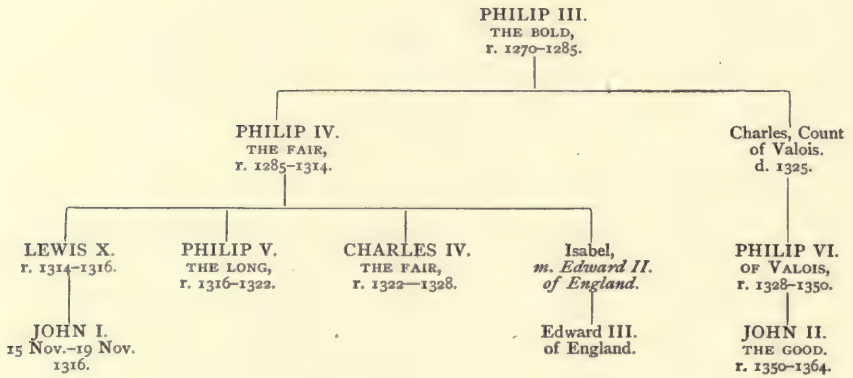 PHILIP III.
THE BOLD,
r. 1270–1285.
PHILIP IV.
THE FAIR,
r. 1285–1314.
Charles, Count
of Valois.
d. 1325.
LEWIS X.
r. 1314–1316.
PHILIP V.
THE LONG,
r. 1316–1322.
CHARLES IV.
THE FAIR,
r. 1322—1328.
Isabel,
m. Edward II.
of England.
PHILIP VI.
OF VALOIS,
r. 1328–1350.
JOHN I.
15 Nov.–19 Nov.
1316.
Edward III.
of England.
JOHN II.
THE GOOD.
r. 1350–1364.